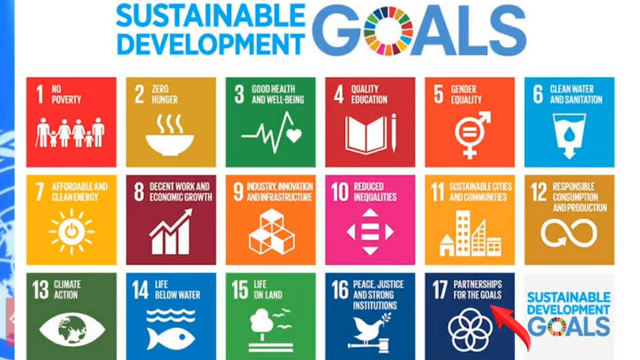 SUSTAINABLE
DEVELOPMENT
GOALS
1 NO
POVERTY
2 ZERO
HUNGER
3 GOOD HEALTH
AND WELL-BEING
4 QUALITY
EDUCATION
5 GENDER
EQUALITY
6 CLEAN WATER
AND SANITATION
7 AFFORDABLE AND
CLEAN ENERGY
8 DECENT WORK AND
ECONOMIC GROWTH
9 INDUSTRY, INNOVATION
AND INFRASTRUCTURE
10 REDUCED
INEQUALITIES
11 SUSTAINABLE CITIES
AND COMMUNITIES
12 RESPONSIBLE
CONSUMPTION
AND PRODUCTION
13 CLIMATE
ACTION
14 LIFE
BELOW WATER
15 LIFE
ON LAND
16 PEACE, JUSTICE
AND STRONG
INSTITUTIONS
17 PARTNERSHIPS
FOR THE GOALS
SUSTAINABLE
DEVELOPMENT
GOALS